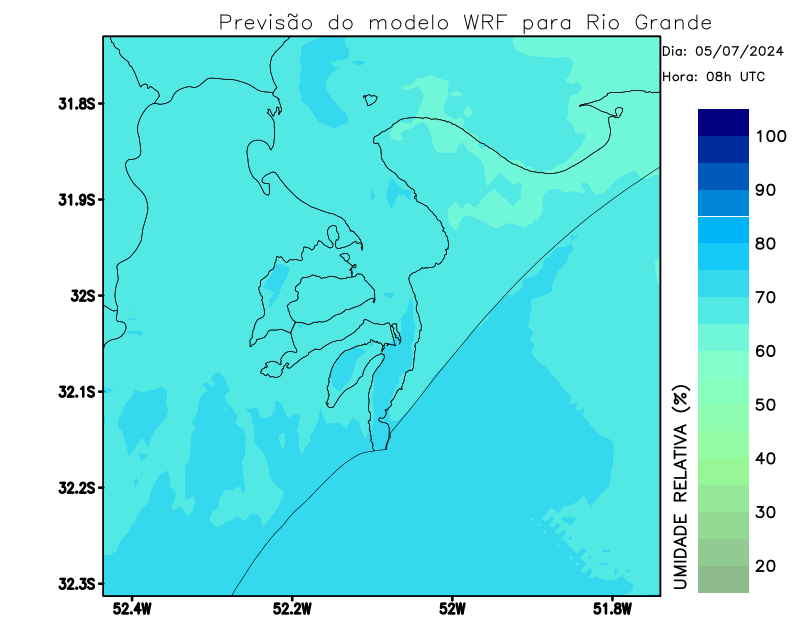 Previsão do modelo WRF para Rio Grande
Dia: 05/07/2024
Hora: 08h UTC
31.8S
31.9S
32S
32.1S
32.2S
32.3S
52.4W
52.2W
52W
51.8W
100
90
80
70
60
50
40
30
20
UMIDADE RELATIVA (%)